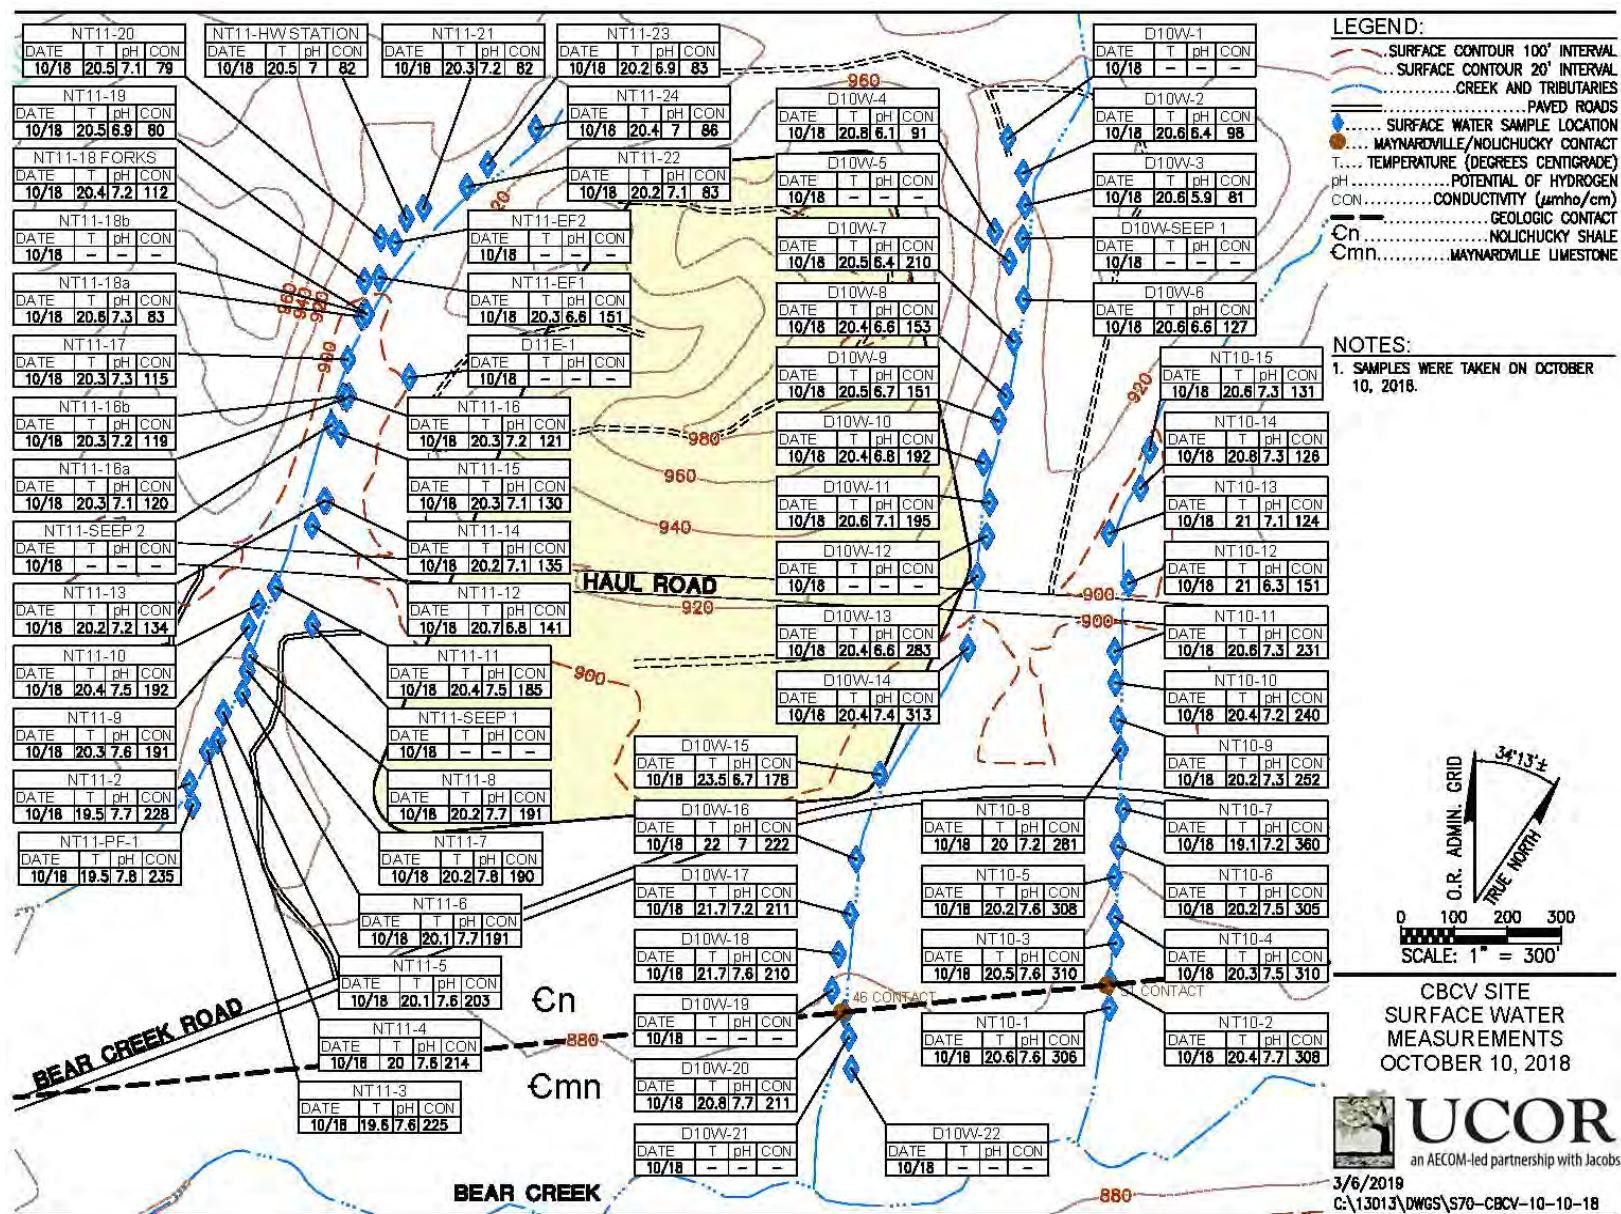 NT11-20
DATE T pH CON
10/18 20.5 7.1 79
NT11-HW STATION
DATE T pH CON
10/18 20.5 7 82
NT11-21
DATE T pH CON
10/18 20.3 7.2 82
NT11-23
DATE T pH CON
10/18 20.2 6.9 83
NT11-19
DATE T pH CON
10/18 20.5 6.9 80
NT11-24
DATE T pH CON
10/18 20.4 7 86
NT11-18 FORKS
DATE T pH CON
10/18 20.4 7.2 112
NT11-22
DATE T pH CON
10/18 20.2 7.1 83
NT11-18b
DATE T pH CON
10/18 – – –
NT11-EF2
DATE T pH CON
10/18 – – –
NT11-18a
DATE T pH CON
10/18 20.6 7.3 83
NT11-EF1
DATE T pH CON
10/18 20.3 6.6 151
NT11-17
DATE T pH CON
10/18 20.3 7.3 115
D11E-1
DATE T pH CON
10/18 – – –
NT11-16b
DATE T pH CON
10/18 20.3 7.2 119
NT11-16
DATE T pH CON
10/18 20.3 7.2 121
NT11-16a
DATE T pH CON
10/18 20.3 7.1 120
NT11-15
DATE T pH CON
10/18 20.3 7.1 130
NT11-SEEP 2
DATE T pH CON
10/18 – – –
NT11-14
DATE T pH CON
10/18 20.2 7.1 135
NT11-13
DATE T pH CON
10/18 20.2 7.2 134
NT11-12
DATE T pH CON
10/18 20.7 6.8 141
NT11-10
DATE T pH CON
10/18 20.4 7.5 192
NT11-11
DATE T pH CON
10/18 20.4 7.5 185
NT11-9
DATE T pH CON
10/18 20.3 7.6 191
NT11-SEEP 1
DATE T pH CON
10/18 – – –
NT11-2
DATE T pH CON
10/18 19.5 7.7 228
NT11-8
DATE T pH CON
10/18 20.2 7.7 191
NT11-PF-1
DATE T pH CON
10/18 19.5 7.8 235
NT11-7
DATE T pH CON
10/18 20.2 7.8 190
NT11-6
DATE T pH CON
10/18 20.1 7.7 191
NT11-5
DATE T pH CON
10/18 20.1 7.6 203
NT11-4
DATE T pH CON
10/18 20 7.6 214
NT11-3
DATE T pH CON
10/18 19.6 7.6 225
D10W-1
DATE T pH CON
10/18 – – –
D10W-4
DATE T pH CON
10/18 20.8 6.1 91
D10W-2
DATE T pH CON
10/18 20.6 6.4 98
D10W-5
DATE T pH CON
10/18 – – –
D10W-3
DATE T pH CON
10/18 20.6 5.9 81
D10W-7
DATE T pH CON
10/18 20.5 6.4 210
D10W-SEEP 1
DATE T pH CON
10/18 – – –
D10W-8
DATE T pH CON
10/18 20.4 6.6 153
D10W-6
DATE T pH CON
10/18 20.6 6.6 127
D10W-9
DATE T pH CON
10/18 20.5 6.7 151
D10W-10
DATE T pH CON
10/18 20.4 6.8 192
D10W-11
DATE T pH CON
10/18 20.6 7.1 195
D10W-12
DATE T pH CON
10/18 – – –
D10W-13
DATE T pH CON
10/18 20.4 6.6 283
D10W-14
DATE T pH CON
10/18 20.4 7.4 313
D10W-15
DATE T pH CON
10/18 23.5 6.7 178
D10W-16
DATE T pH CON
10/18 22 7 222
D10W-17
DATE T pH CON
10/18 21.7 7.2 211
D10W-18
DATE T pH CON
10/18 21.7 7.6 210
D10W-19
DATE T pH CON
10/18 – – –
D10W-20
DATE T pH CON
10/18 20.8 7.7 211
D10W-21
DATE T pH CON
10/18 – – –
D10W-22
DATE T pH CON
10/18 – – –
NT10-15
DATE T pH CON
10/18 20.6 7.3 131
NT10-14
DATE T pH CON
10/18 20.8 7.3 126
NT10-13
DATE T pH CON
10/18 21 7.1 124
NT10-12
DATE T pH CON
10/18 21 6.3 151
NT10-11
DATE T pH CON
10/18 20.6 7.3 231
NT10-10
DATE T pH CON
10/18 20.4 7.2 240
NT10-9
DATE T pH CON
10/18 20.2 7.3 252
NT10-8
DATE T pH CON
10/18 20 7.2 281
NT10-7
DATE T pH CON
10/18 19.1 7.2 360
NT10-5
DATE T pH CON
10/18 20.2 7.6 308
NT10-6
DATE T pH CON
10/18 20.2 7.5 305
NT10-3
DATE T pH CON
10/18 20.5 7.6 310
NT10-4
DATE T pH CON
10/18 20.3 7.5 310
NT10-1
DATE T pH CON
10/18 20.6 7.6 306
NT10-2
DATE T pH CON
10/18 20.4 7.7 308
960
960
940
920
900
980
960
940
920
900
920
900
900
880
880
HAUL ROAD
BEAR CREEK ROAD
BEAR CREEK
Єn
Єmn
46 CONTACT
CONTACT
LEGEND:
SURFACE CONTOUR 100' INTERVAL
SURFACE CONTOUR 20' INTERVAL
CREEK AND TRIBUTARIES
PAVED ROADS
SURFACE WATER SAMPLE LOCATION
MAYNARDVILLE/NOLICHUCKY CONTACT
T.... TEMPERATURE (DEGREES CENTIGRADE)
pH ............. POTENTIAL OF HYDROGEN
CON ........... CONDUCTIVITY (µmho/cm)
GEOLOGIC CONTACT
Єn ................. NOLICHUCKY SHALE
Єmn .......... MAYNARDVILLE LIMESTONE
NOTES:
1. SAMPLES WERE TAKEN ON OCTOBER
10, 2018.
34°13'±
O.R. ADMIN. GRID
TRUE NORTH
0 100 200 300
SCALE: 1" = 300'
CBCV SITE
SURFACE WATER
MEASUREMENTS
OCTOBER 10, 2018
UCOR
an AECOM-led partnership with Jacobs
3/6/2019
C:\13013\DWGS\S70-CBCV-10-10-18